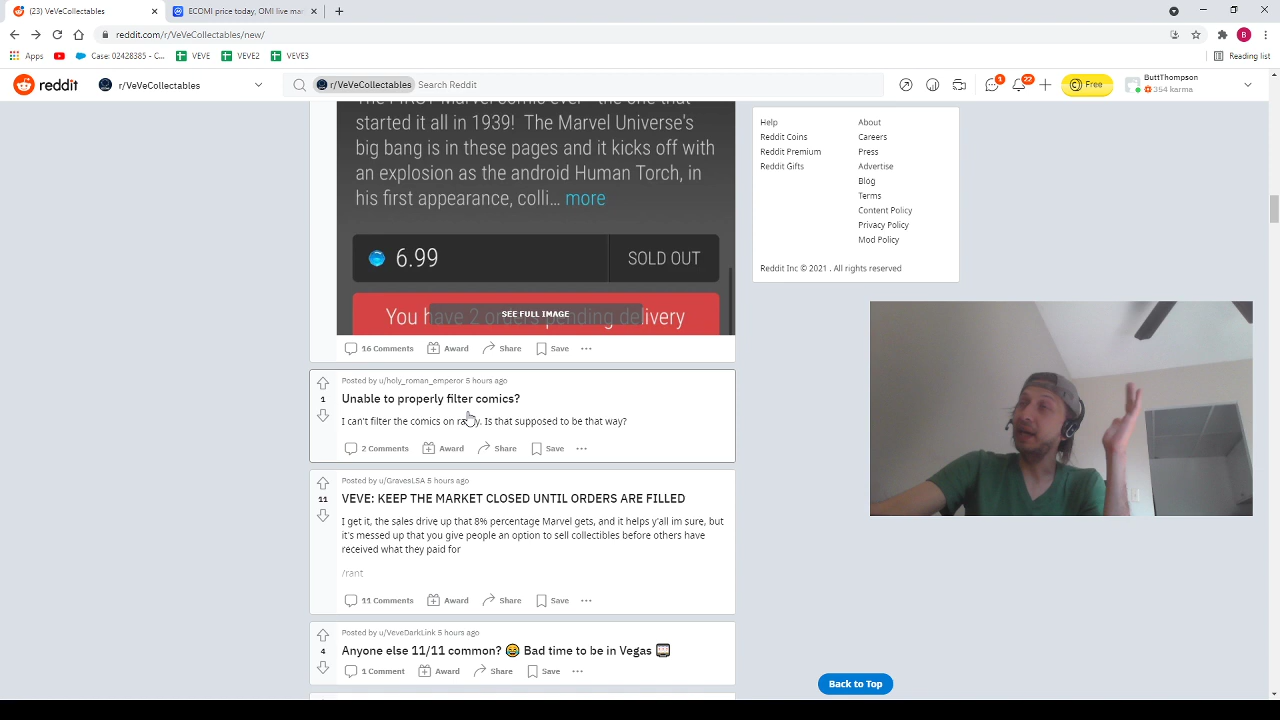 (23) VeVeCollectables
ECOMI price today, OMI live ma
reddit.com/r/VeVeCollectables/new/
B
Apps
Case: 02428385 - C...
VEVE
VEVE2
VEVE3
Reading list
reddit
r/VeVeCollectables
r/VeVeCollectables
Search Reddit
1
22
Free
ButtThompson
354 karma
started it all in 1939! The Marvel Universe's
big bang is in these pages and it kicks off with
an explosion as the android Human Torch, in
his first appearance, colli... more
6.99
SOLD OUT
You have 2 orders pending delivery
SEE FULL IMAGE
16 Comments
Award
Share
Save
Posted by u/holy_roman_emperor 5 hours ago
1
Unable to properly filter comics?
I can't filter the comics on
Is that supposed to be that way?
2 Comments
Award
Share
Save
Posted by u/GravesLSA 5 hours ago
11
VEVE: KEEP THE MARKET CLOSED UNTIL ORDERS ARE FILLED
I get it, the sales drive up that 8% percentage Marvel gets, and it helps y'all im sure, but
it's messed up that you give people an option to sell collectibles before others have
received what they paid for
/rant
11 Comments
Award
Share
Save
Posted by u/VeveDarkLink 5 hours ago
4
Anyone else 11/11 common? 😂 Bad time to be in Vegas 🎰
1 Comment
Award
Share
Save
Help
About
Reddit Coins
Careers
Reddit Premium
Press
Reddit Gifts
Advertise
Blog
Terms
Content Policy
Privacy Policy
Mod Policy
Reddit Inc © 2021 . All rights reserved
Back to Top